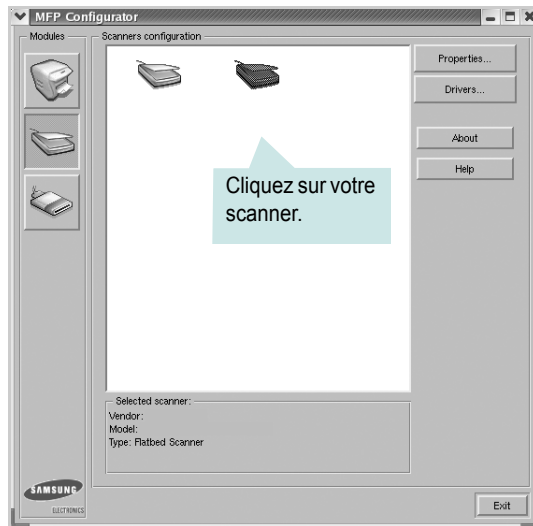 MFP Configurator
Modules
Scanners configuration
Properties...
Drivers...
About
Help
Cliquez sur votre
scanner.
Selected scanner:
Vendor:
Model:
Type: Flatbed Scanner
SAMSUNG
ELECTRONICS
Exit